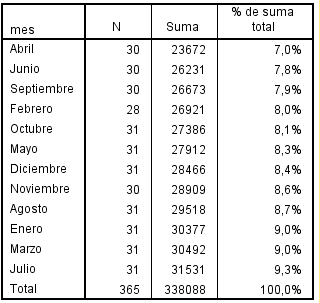 mes N Suma % de suma total
Abril 30 23672 7,0%
Junio 30 26231 7,8%
Septiembre 30 26673 7,9%
Febrero 28 26921 8,0%
Octubre 31 27386 8,1%
Mayo 31 27912 8,3%
Diciembre 31 28466 8,4%
Noviembre 30 28909 8,6%
Agosto 31 29518 8,7%
Enero 31 30377 9,0%
Marzo 31 30492 9,0%
Julio 31 31531 9,3%
Total 365 338088 100,0%